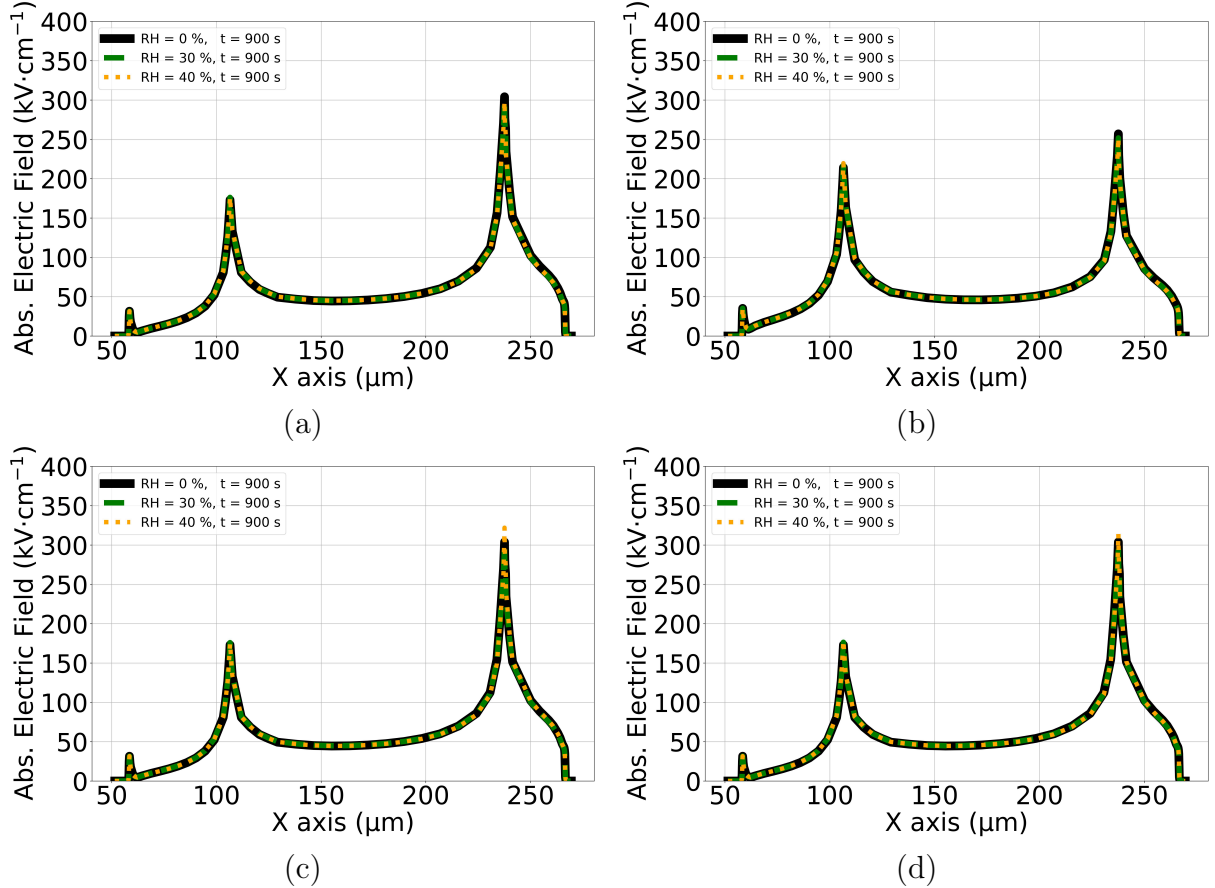 Abs. Electric Field (kV·cm⁻¹)
400
350
300
250
200
150
100
50
0
RH = 0 %, t = 900 s
RH = 30 %, t = 900 s
RH = 40 %, t = 900 s
50 100 150 200 250
X axis (µm)
(a)
Abs. Electric Field (kV·cm⁻¹)
400
350
300
250
200
150
100
50
0
RH = 0 %, t = 900 s
RH = 30 %, t = 900 s
RH = 40 %, t = 900 s
50 100 150 200 250
X axis (µm)
(b)
Abs. Electric Field (kV·cm⁻¹)
400
350
300
250
200
150
100
50
0
RH = 0 %, t = 900 s
RH = 30 %, t = 900 s
RH = 40 %, t = 900 s
50 100 150 200 250
X axis (µm)
(c)
Abs. Electric Field (kV·cm⁻¹)
400
350
300
250
200
150
100
50
0
RH = 0 %, t = 900 s
RH = 30 %, t = 900 s
RH = 40 %, t = 900 s
50 100 150 200 250
X axis (µm)
(d)